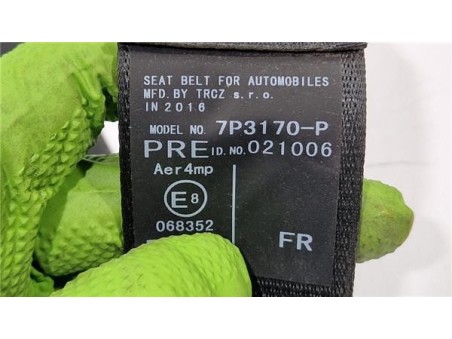 SEAT BELT FOR AUTOMOBILES
MFD. BY TRCZ s.r.o.
IN 2016
MODEL NO. 7P3170-P
PRE ID. NO. 021006
Aer4mp
E8
068352
FR